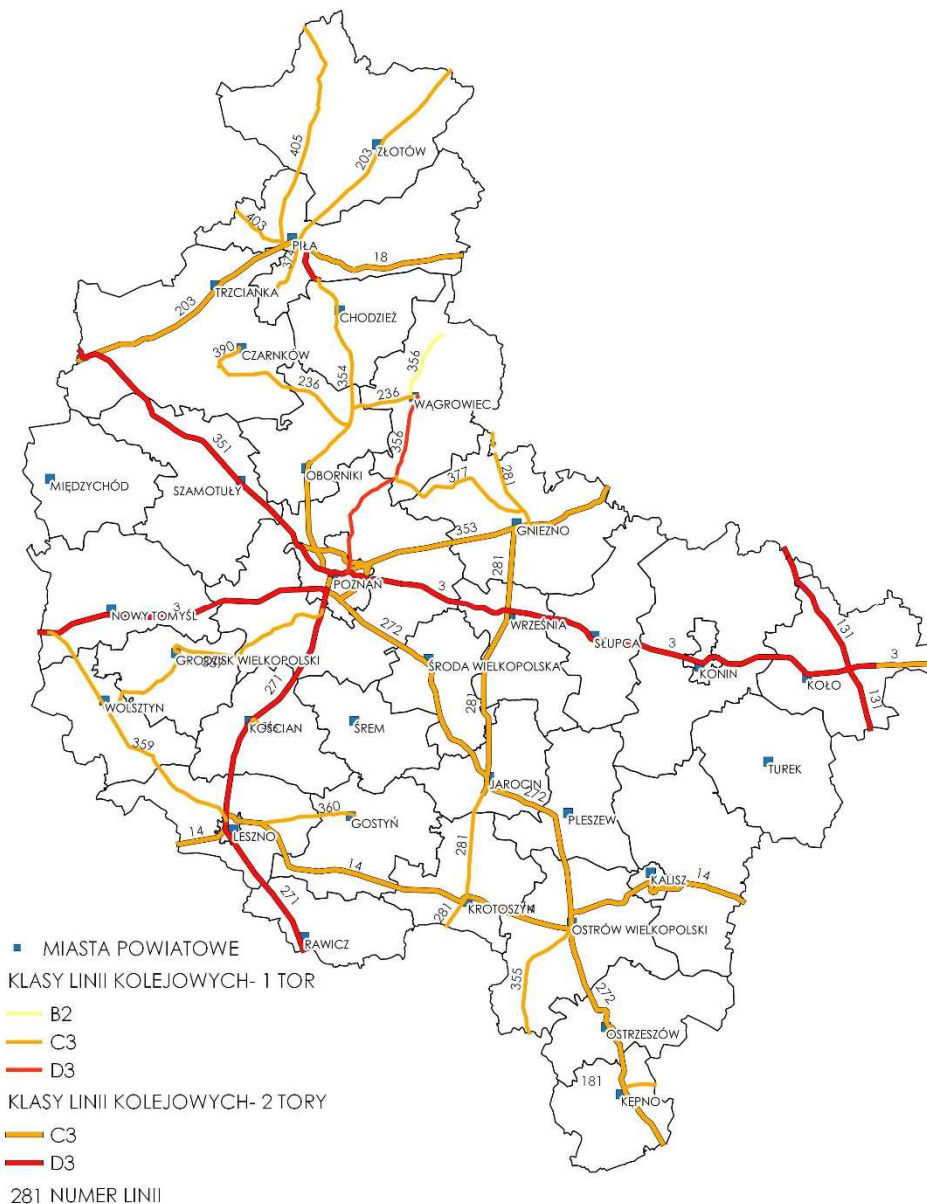 405
203
ZŁOTÓW
403
PIŁA
374
18
203
TRZCIANKA
CHODZIEŻ
390
CZARNKÓW
236
354
356
236
WĄGROWIEC
351
356
281
MIĘDZYCHÓD
SZAMOTUŁY
OBORNIKI
377
353
GNIEZNO
281
POZNAŃ
3
131
3
NOWY TOMYŚL
272
WRZEŚNIA
SŁUPCA
3
3
GRODZISK WIELKOPOLSKI
ŚRODA WIELKOPOLSKA
KONIN
KOŁO
131
271
281
WOLSZTYN
KOŚCIAN
ŚREM
359
TUREK
JAROCIN
272
360
GOSTYŃ
PLESZEW
14
LESZNO
281
14
KALISZ
14
271
KROTOSZYN
281
OSTRÓW WIELKOPOLSKI
RAWICZ
355
272
OSTRZESZÓW
181
KĘPNO
MIASTA POWIATOWE
KLASY LINII KOLEJOWYCH- 1 TOR
B2
C3
D3
KLASY LINII KOLEJOWYCH- 2 TORY
C3
D3
281 NUMER LINII